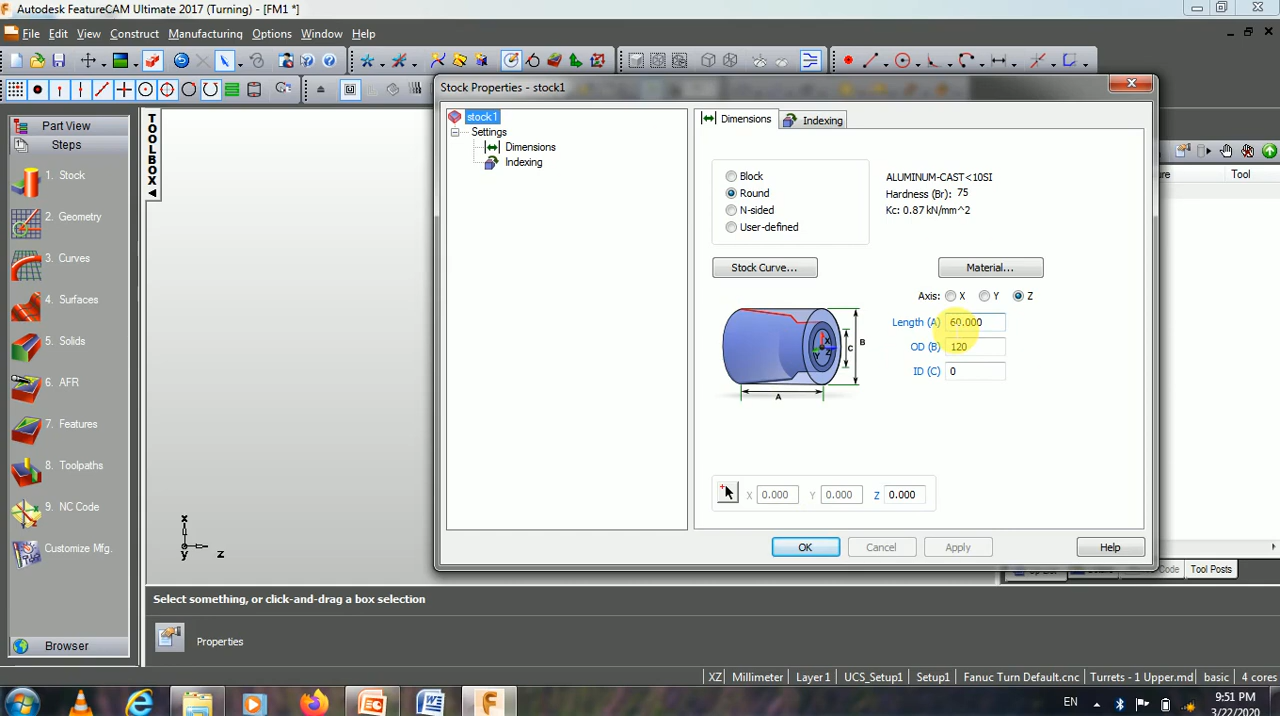 Autodesk FeatureCAM Ultimate 2017 (Turning) - [FM1 *]
File Edit View Construct Manufacturing Options Window Help
TOOLBOX
Part View
Steps
1. Stock
2. Geometry
3. Curves
4. Surfaces
5. Solids
6. AFR
7. Features
8. Toolpaths
9. NC Code
Customize Mfg.
Browser
Stock Properties - stock1
stock1
Settings
Dimensions
Indexing
Dimensions Indexing
Block
Round
N-sided
User-defined
ALUMINUM-CAST<10SI
Hardness (Br): 75
Kc: 0.87 kN/mm^2
Stock Curve... Material...
Axis: X Y Z
Length (A) 60.000
OD (B) 120
ID (C) 0
A
B
C
X
Y
Z
X 0.000 Y 0.000 Z 0.000
OK Cancel Apply Help
Tool
Code Tool Posts
x
y z
Select something, or click-and-drag a box selection
Properties
XZ Millimeter Layer 1 UCS_Setup1 Setup1 Fanuc Turn Default.cnc Turrets - 1 Upper.md basic 4 cores
EN
9:51 PM
3/22/2020